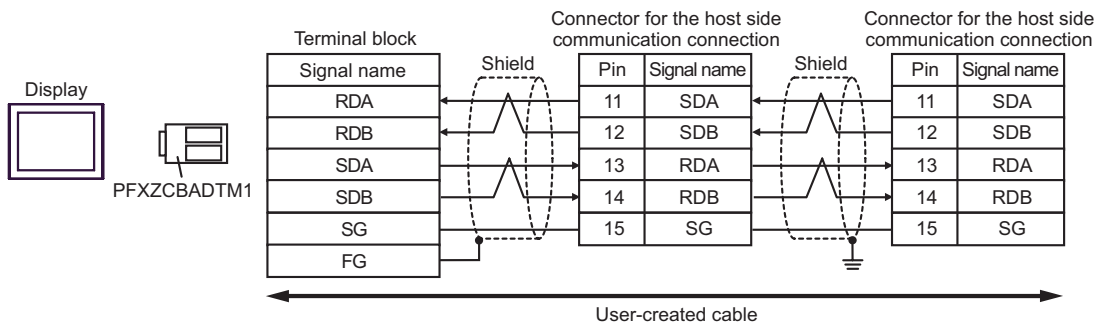 Display
PFXZCBADTM1
Terminal block
Signal name
RDA
RDB
SDA
SDB
SG
FG
Shield
Connector for the host side
communication connection
Pin Signal name
11 SDA
12 SDB
13 RDA
14 RDB
15 SG
Shield
Connector for the host side
communication connection
Pin Signal name
11 SDA
12 SDB
13 RDA
14 RDB
15 SG
User-created cable